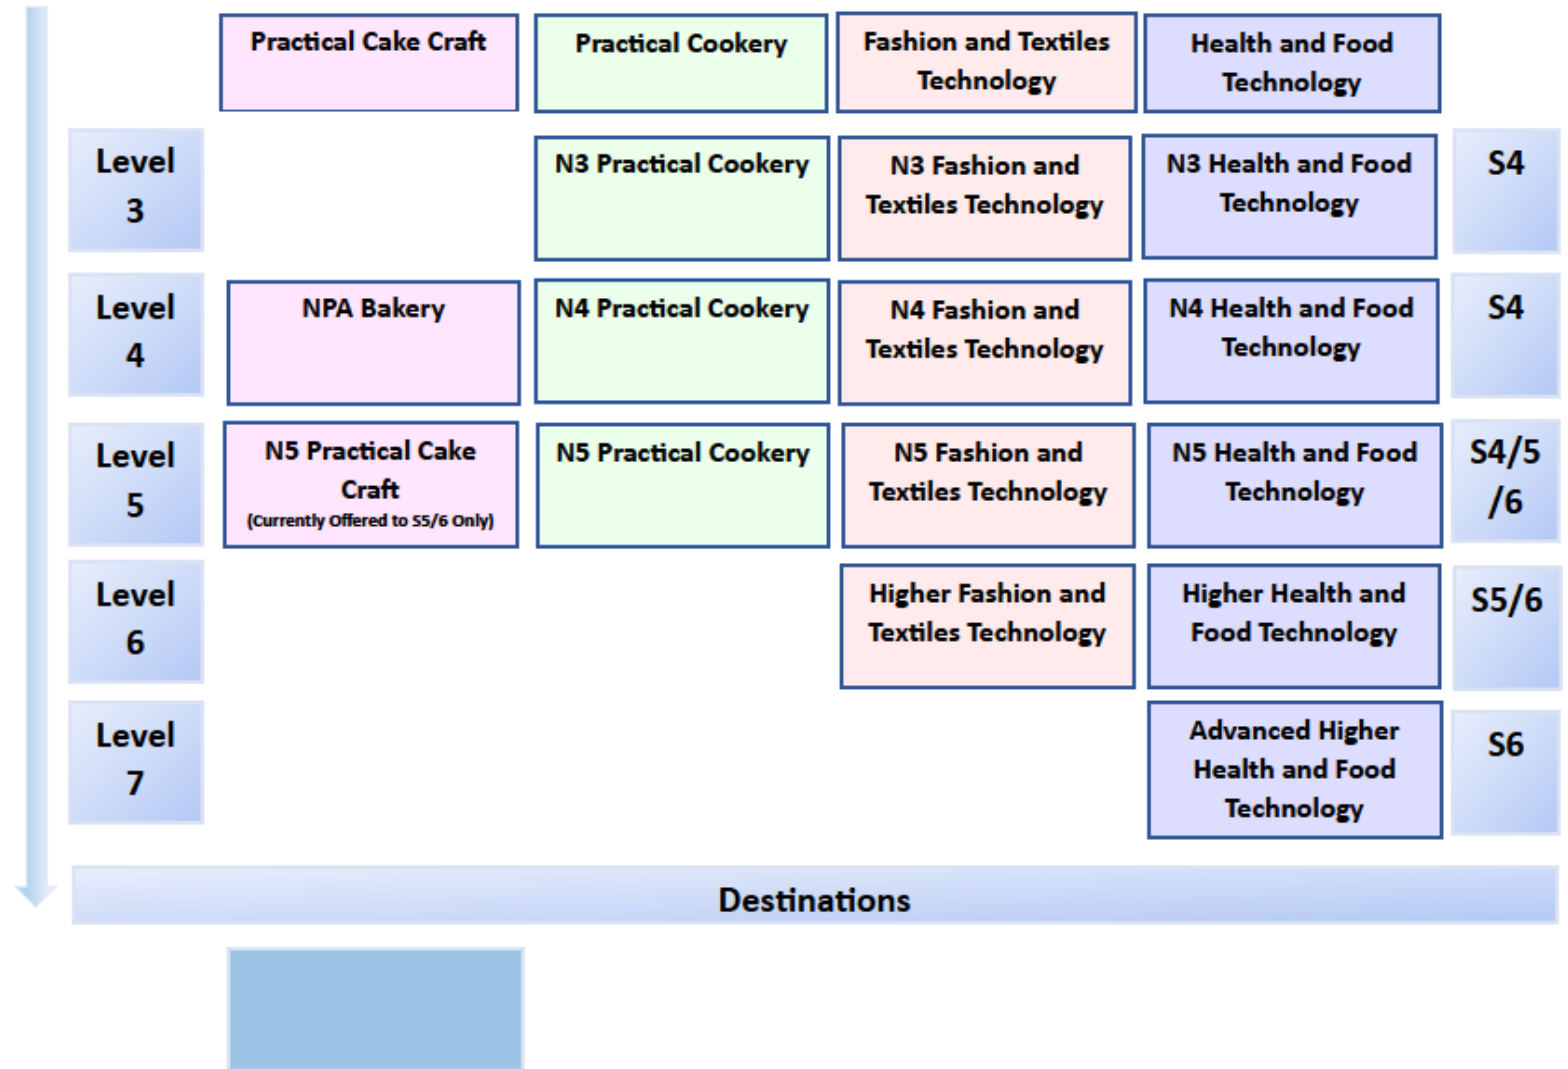 Practical Cake Craft
Practical Cookery
Fashion and Textiles
Technology
Health and Food
Technology
Level
3
N3 Practical Cookery
N3 Fashion and
Textiles Technology
N3 Health and Food
Technology
S4
Level
4
NPA Bakery
N4 Practical Cookery
N4 Fashion and
Textiles Technology
N4 Health and Food
Technology
S4
Level
5
N5 Practical Cake
Craft
(Currently Offered to S5/6 Only)
N5 Practical Cookery
N5 Fashion and
Textiles Technology
N5 Health and Food
Technology
S4/5
/6
Level
6
Higher Fashion and
Textiles Technology
Higher Health and
Food Technology
S5/6
Level
7
Advanced Higher
Health and Food
Technology
S6
Destinations